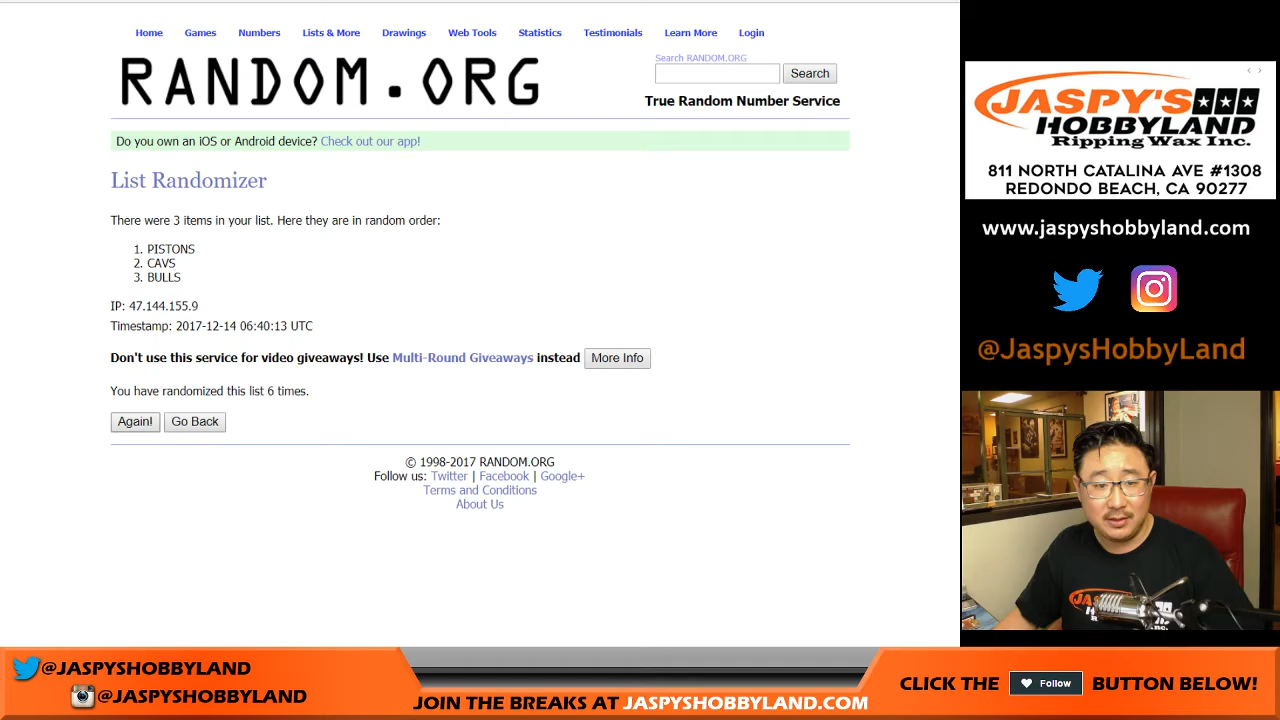 Home Games Numbers Lists & More Drawings Web Tools Statistics Testimonials Learn More Login
RANDOM.ORG
Search RANDOM.ORG
Search
True Random Number Service
Do you own an iOS or Android device? Check out our app!
List Randomizer
There were 3 items in your list. Here they are in random order:
1. PISTONS
2. CAVS
3. BULLS
IP: 47.144.155.9
Timestamp: 2017-12-14 06:40:13 UTC
Don't use this service for video giveaways! Use Multi-Round Giveaways instead More Info
You have randomized this list 6 times.
Again! Go Back
© 1998-2017 RANDOM.ORG
Follow us: Twitter | Facebook | Google+
Terms and Conditions
About Us
JASPY'S
HOBBYLAND
Ripping Wax Inc.
811 NORTH CATALINA AVE #1308
REDONDO BEACH, CA 90277
www.jaspyshobbyland.com
@JaspysHobbyLand
JASPY'S
@JASPYSHOBBYLAND
@JASPYSHOBBYLAND
JOIN THE BREAKS AT JASPYSHOBBYLAND.COM
CLICK THE Follow BUTTON BELOW!